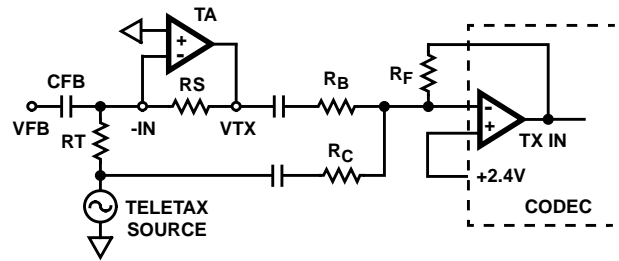 TA
+
-
CFB
RS
RB
RF
VFB
-IN
VTX
RT
-
+
TX IN
RC
+2.4V
TELETAX
SOURCE
CODEC